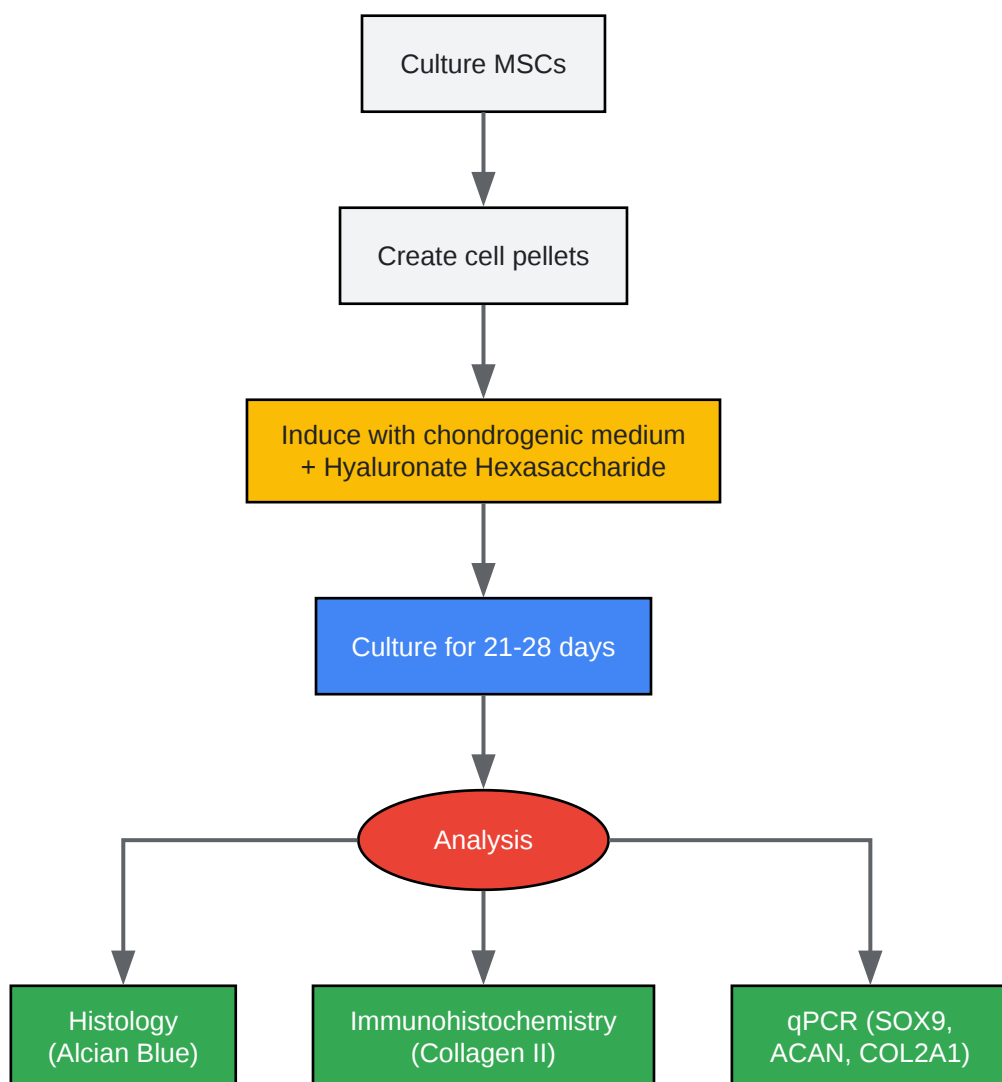 Culture MSCs
Create cell pellets
Induce with chondrogenic medium
+ Hyaluronate Hexasaccharide
Culture for 21-28 days
Analysis
Histology
(Alcian Blue)
Immunohistochemistry
(Collagen II)
qPCR (SOX9,
ACAN, COL2A1)